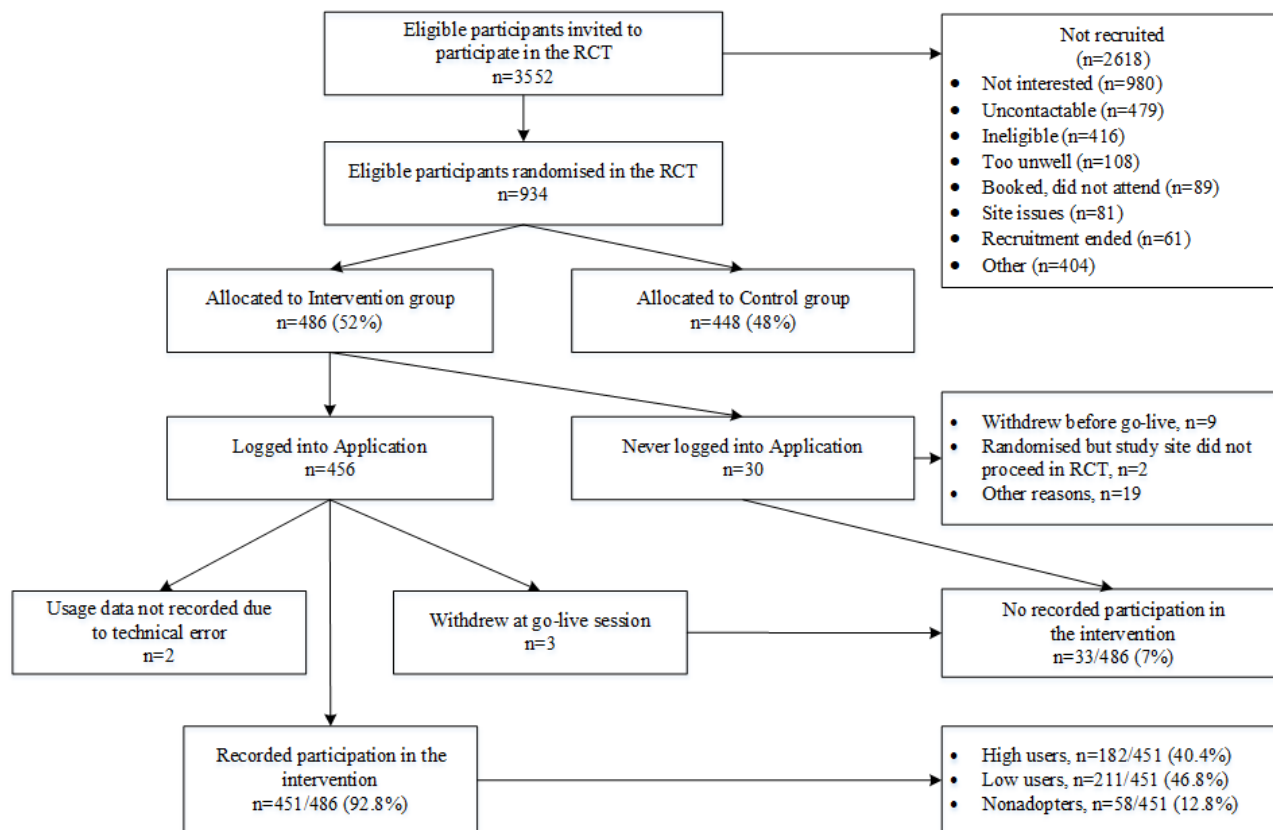 Eligible participants invited to
participate in the RCT
n=3552
Not recruited
(n=2618)
● Not interested (n=980)
● Uncontactable (n=479)
● Ineligible (n=416)
● Too unwell (n=108)
● Booked, did not attend (n=89)
● Site issues (n=81)
● Recruitment ended (n=61)
● Other (n=404)
Eligible participants randomised in the RCT
n=934
Allocated to Intervention group
n=486 (52%)
Allocated to Control group
n=448 (48%)
Logged into Application
n=456
Never logged into Application
n=30
• Withdrew before go-live, n=9
• Randomised but study site did not
proceed in RCT, n=2
• Other reasons, n=19
Usage data not recorded due
to technical error
n=2
Withdrew at go-live session
n=3
No recorded participation in
the intervention
n=33/486 (7%)
Recorded participation in the
intervention
n=451/486 (92.8%)
• High users, n=182/451 (40.4%)
• Low users, n=211/451 (46.8%)
• Nonadopters, n=58/451 (12.8%)